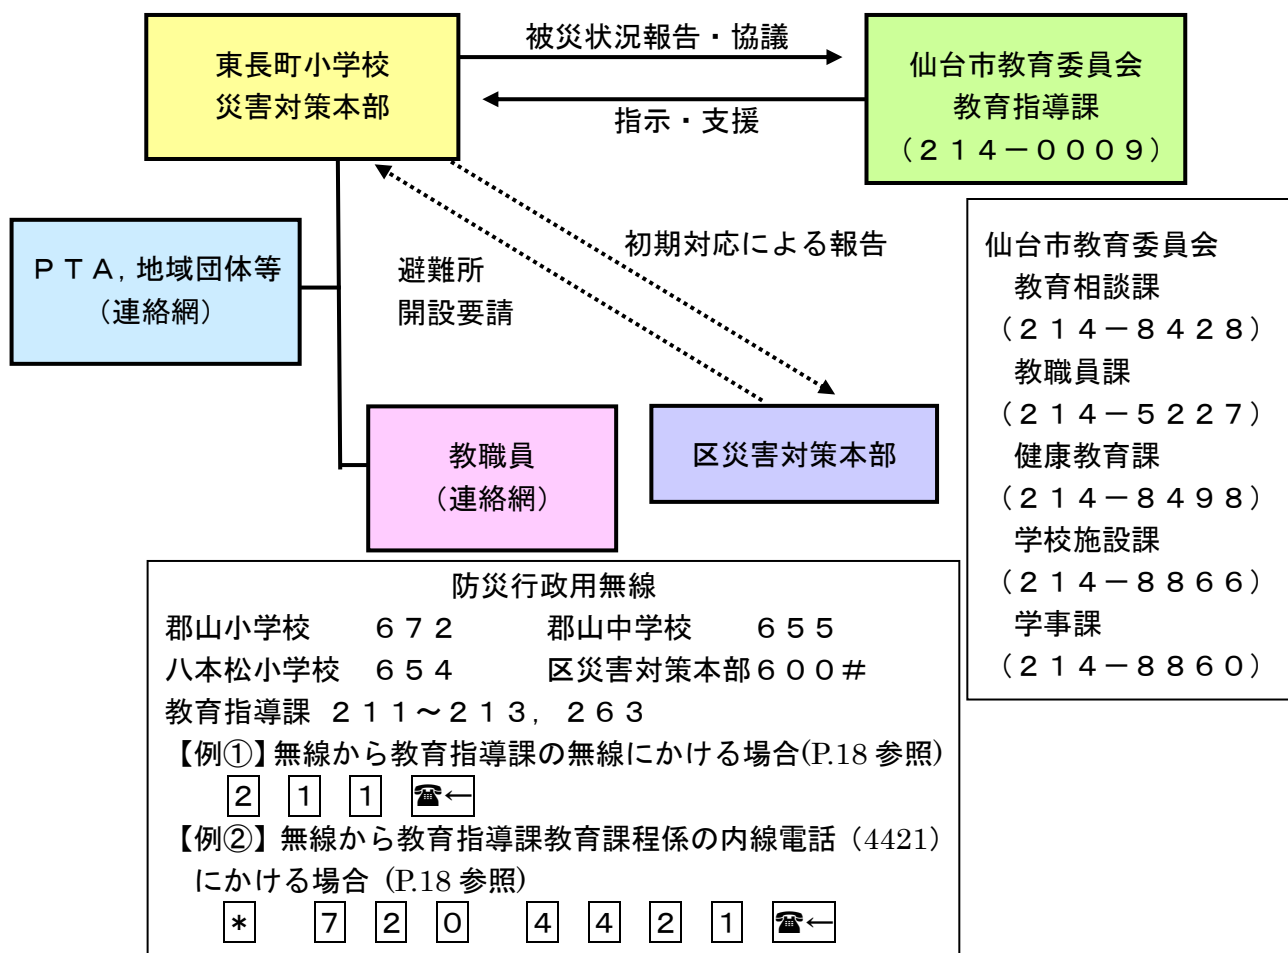 東長町小学校
災害対策本部
被災状況報告・協議
指示・支援
仙台市教育委員会
教育指導課
（２１４－０００９）
ＰＴＡ，地域団体等
（連絡網）
避難所
開設要請
初期対応による報告
教職員
（連絡網）
区災害対策本部
仙台市教育委員会
教育相談課
（２１４－８４２８）
教職員課
（２１４－５２２７）
健康教育課
（２１４－８４９８）
学校施設課
（２１４－８８６６）
学事課
（２１４－８８６０）
防災行政用無線
郡山小学校　　６７２　　郡山中学校　　６５５
八本松小学校　６５４　　区災害対策本部６００＃
教育指導課 ２１１～２１３，２６３
【例①】無線から教育指導課の無線にかける場合(P.18 参照)
２ １ １ ☎←
【例②】無線から教育指導課教育課程係の内線電話（4421）
にかける場合 (P.18 参照)
＊ ７ ２ ０ ４ ４ ２ １ ☎←